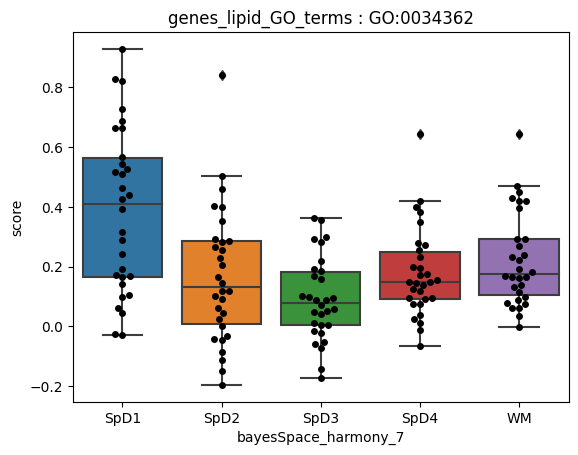 genes_lipid_GO_terms : GO:0034362
score
0.8
0.6
0.4
0.2
0.0
−0.2
SpD1 SpD2 SpD3 SpD4 WM
bayesSpace_harmony_7